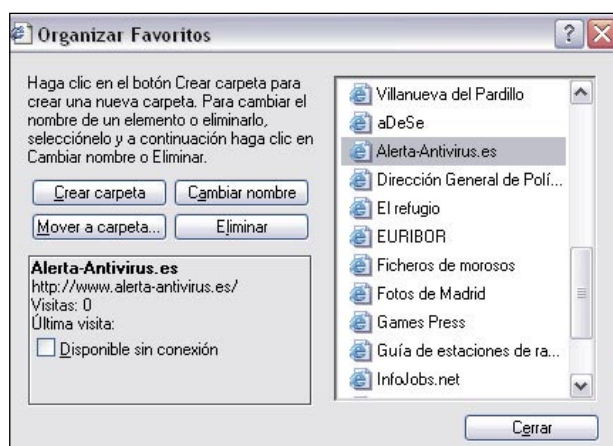 Organizar Favoritos
Haga clic en el botón Crear carpeta para
crear una nueva carpeta. Para cambiar el
nombre de un elemento o eliminarlo,
selecciónelo y a continuación haga clic en
Cambiar nombre o Eliminar.
Crear carpeta
Cambiar nombre
Mover a carpeta...
Eliminar
Alerta-Antivirus.es
http://www.alerta-antivirus.es/
Visitas: 0
Última visita:
Disponible sin conexión
Villanueva del Pardillo
aDeSe
Alerta-Antivirus.es
Dirección General de Polí...
El refugio
EURIBOR
Ficheros de morosos
Fotos de Madrid
Games Press
Guía de estaciones de ra...
InfoJobs.net
Cerrar